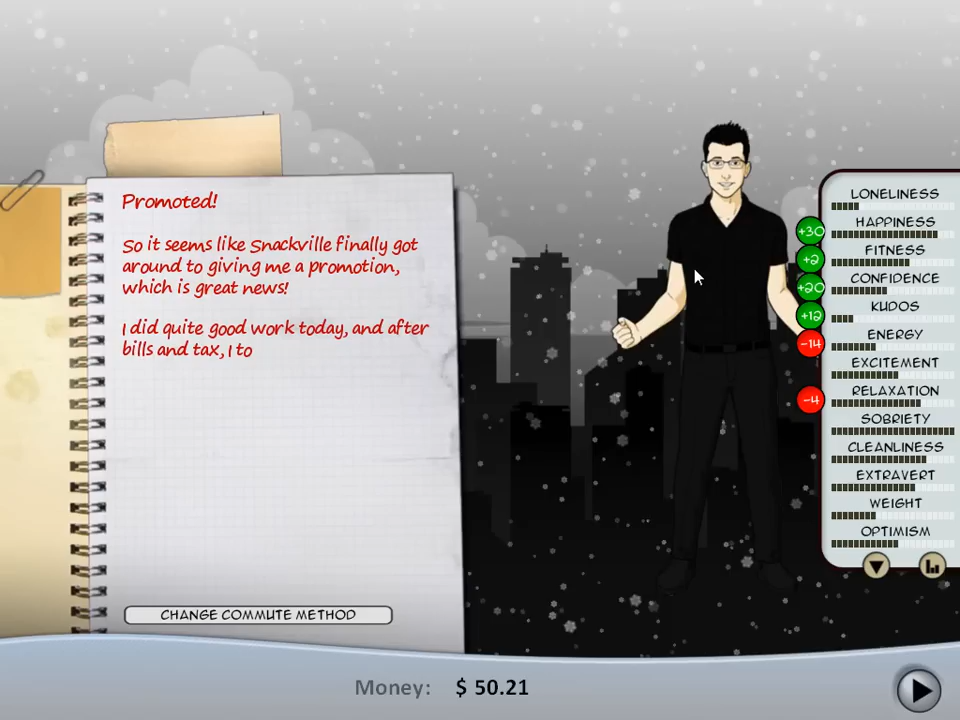 Promoted!
So it seems like Snackville finally got
around to giving me a promotion,
which is great news!
I did quite good work today, and after
bills and tax, I to
CHANGE COMMUTE METHOD
LONELINESS
+30 HAPPINESS
+2 FITNESS
+20 CONFIDENCE
+12 KUDOS
-14 ENERGY
EXCITEMENT
-4 RELAXATION
SOBRIETY
CLEANLINESS
EXTRAVERT
WEIGHT
OPTIMISM
Money: $ 50.21